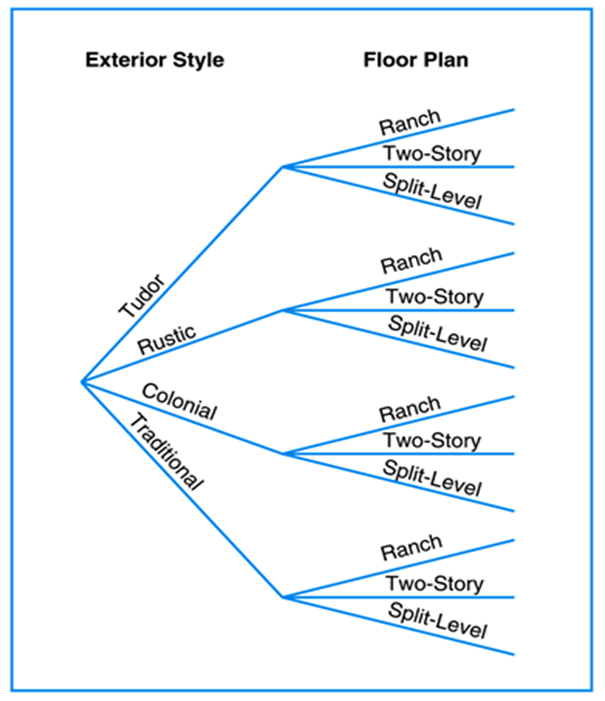 Exterior Style
Floor Plan
Tudor
Ranch
Two-Story
Split-Level
Rustic
Ranch
Two-Story
Split-Level
Colonial
Ranch
Two-Story
Split-Level
Traditional
Ranch
Two-Story
Split-Level